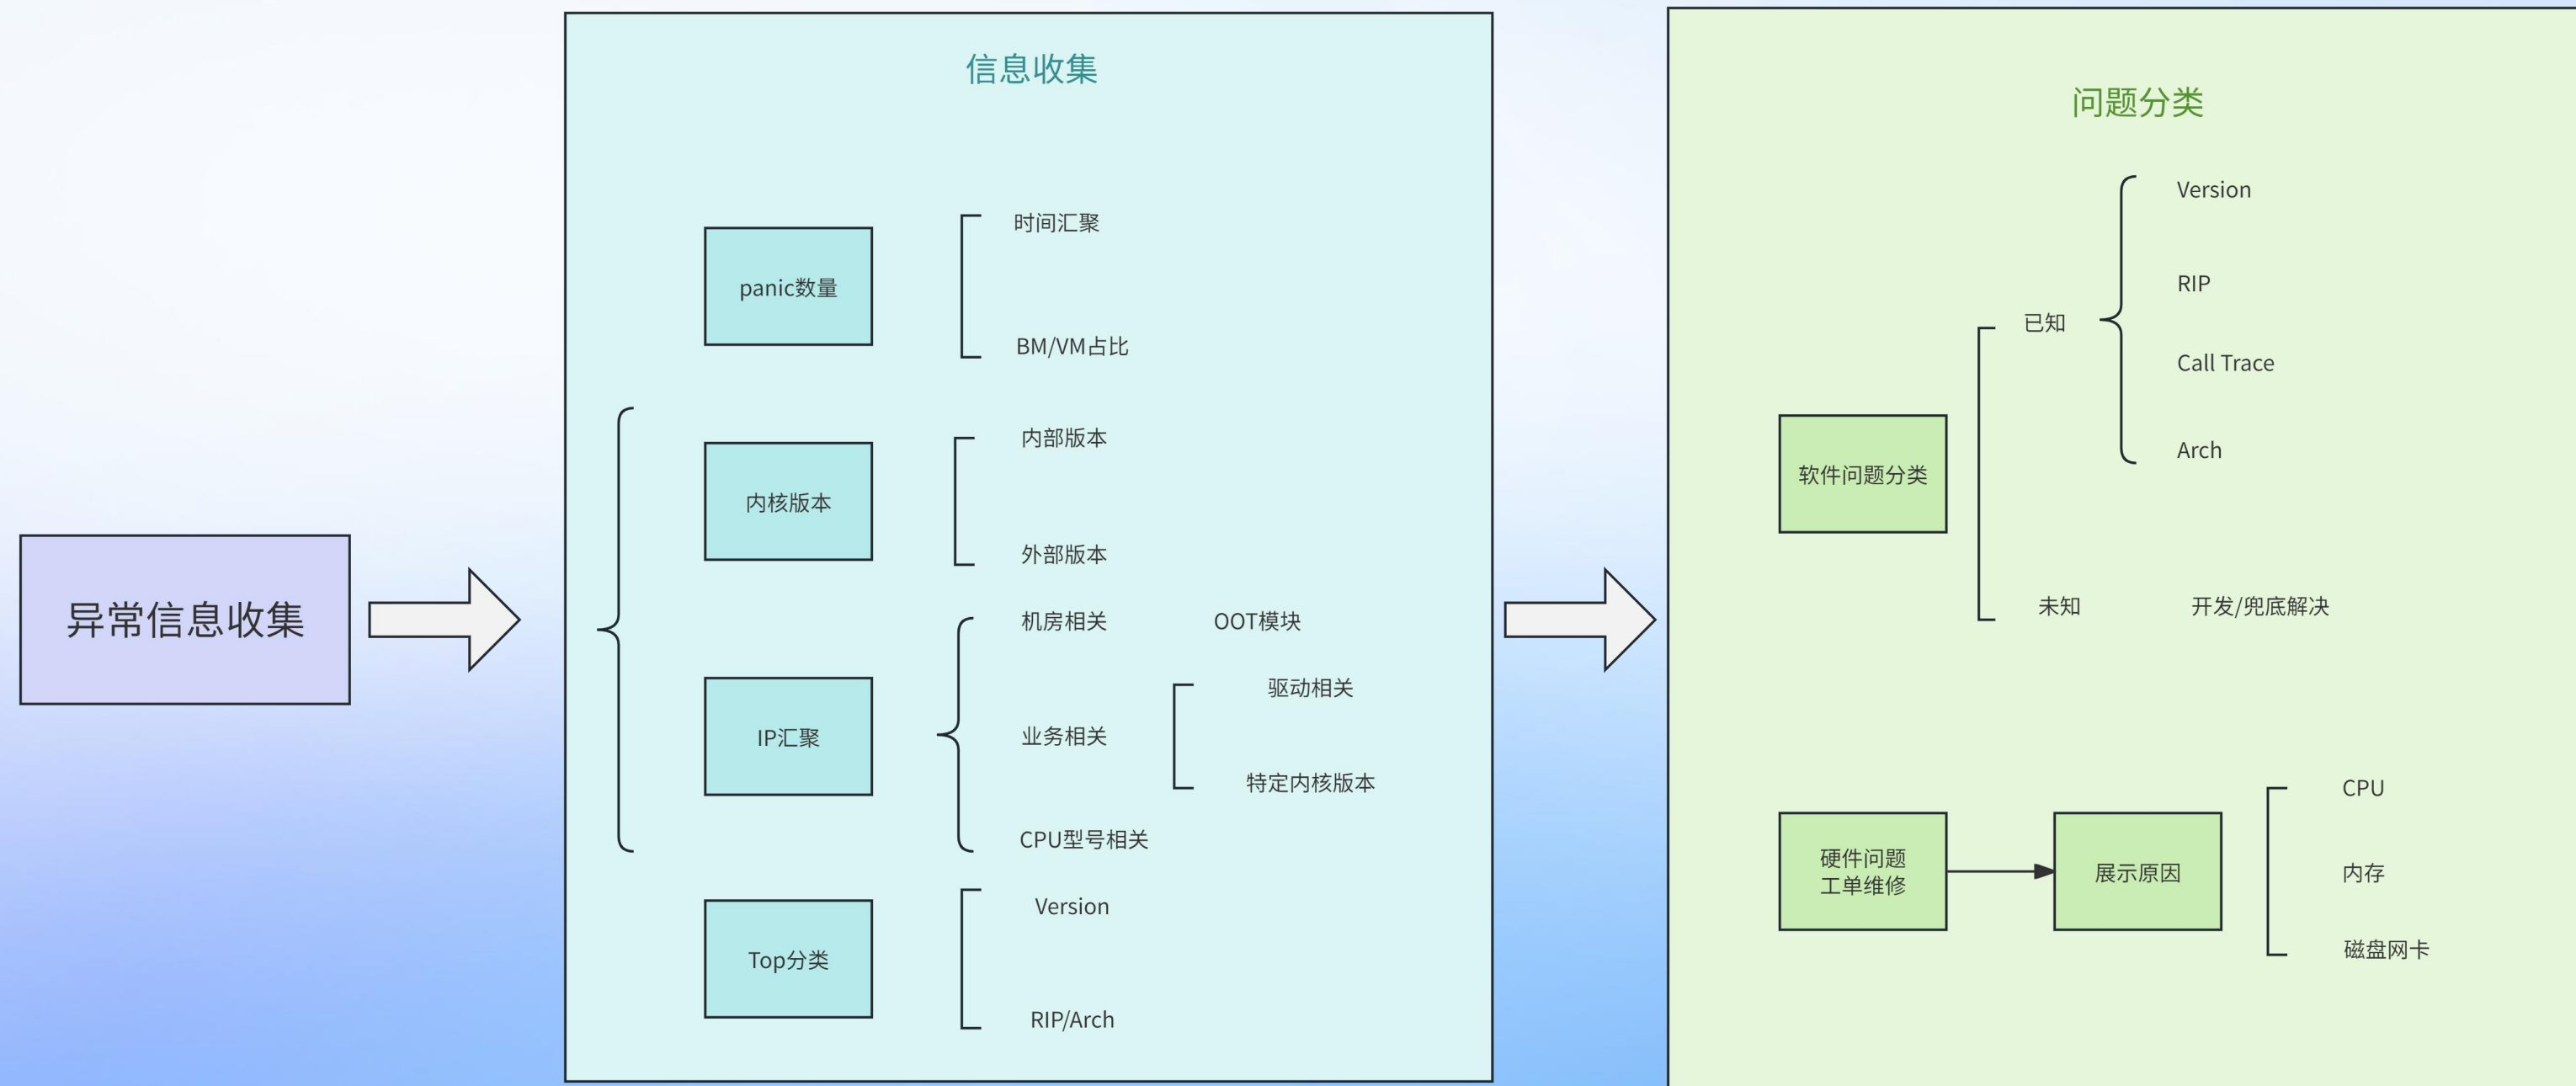 异常信息收集
信息收集
panic数量
时间汇聚
BM/VM占比
内核版本
内部版本
外部版本
IP汇聚
机房相关
OOT模块
业务相关
驱动相关
特定内核版本
CPU型号相关
Top分类
Version
RIP/Arch
问题分类
软件问题分类
已知
Version
RIP
Call Trace
Arch
未知
开发/兜底解决
硬件问题
工单维修
展示原因
CPU
内存
磁盘网卡